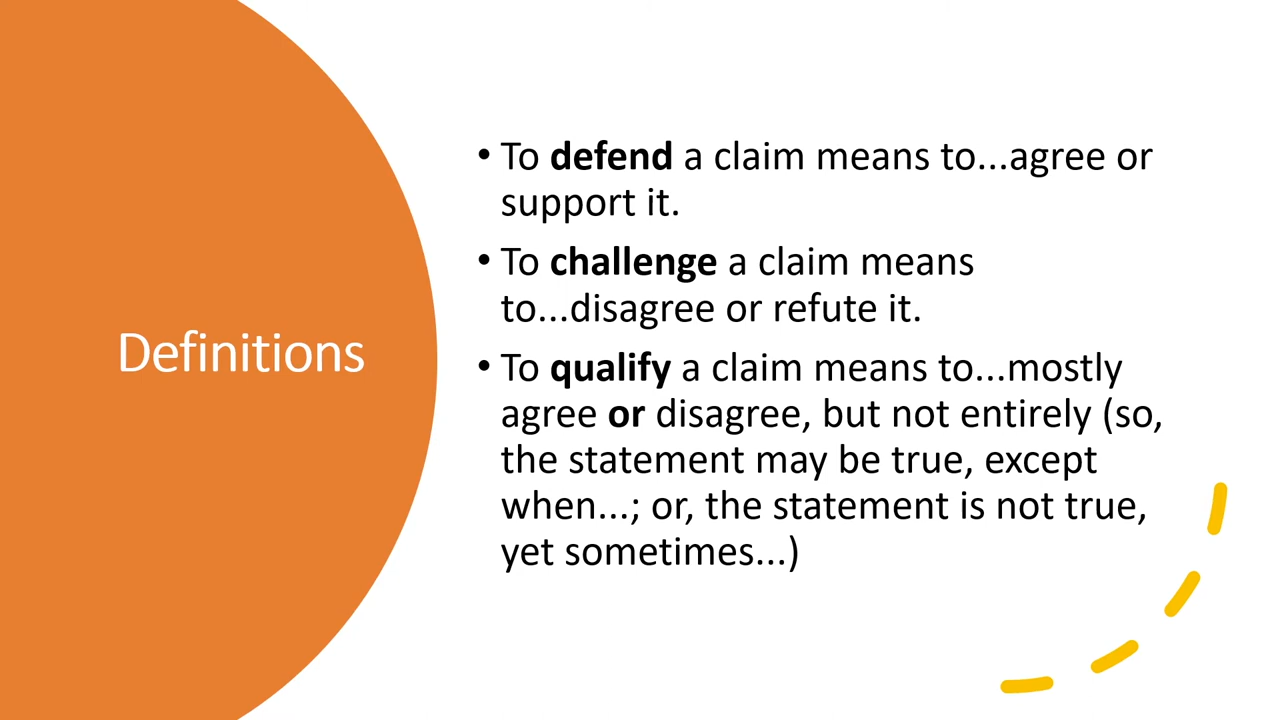 Definitions
• To defend a claim means to...agree or
support it.
• To challenge a claim means
to...disagree or refute it.
• To qualify a claim means to...mostly
agree or disagree, but not entirely (so,
the statement may be true, except
when...; or, the statement is not true,
yet sometimes...)